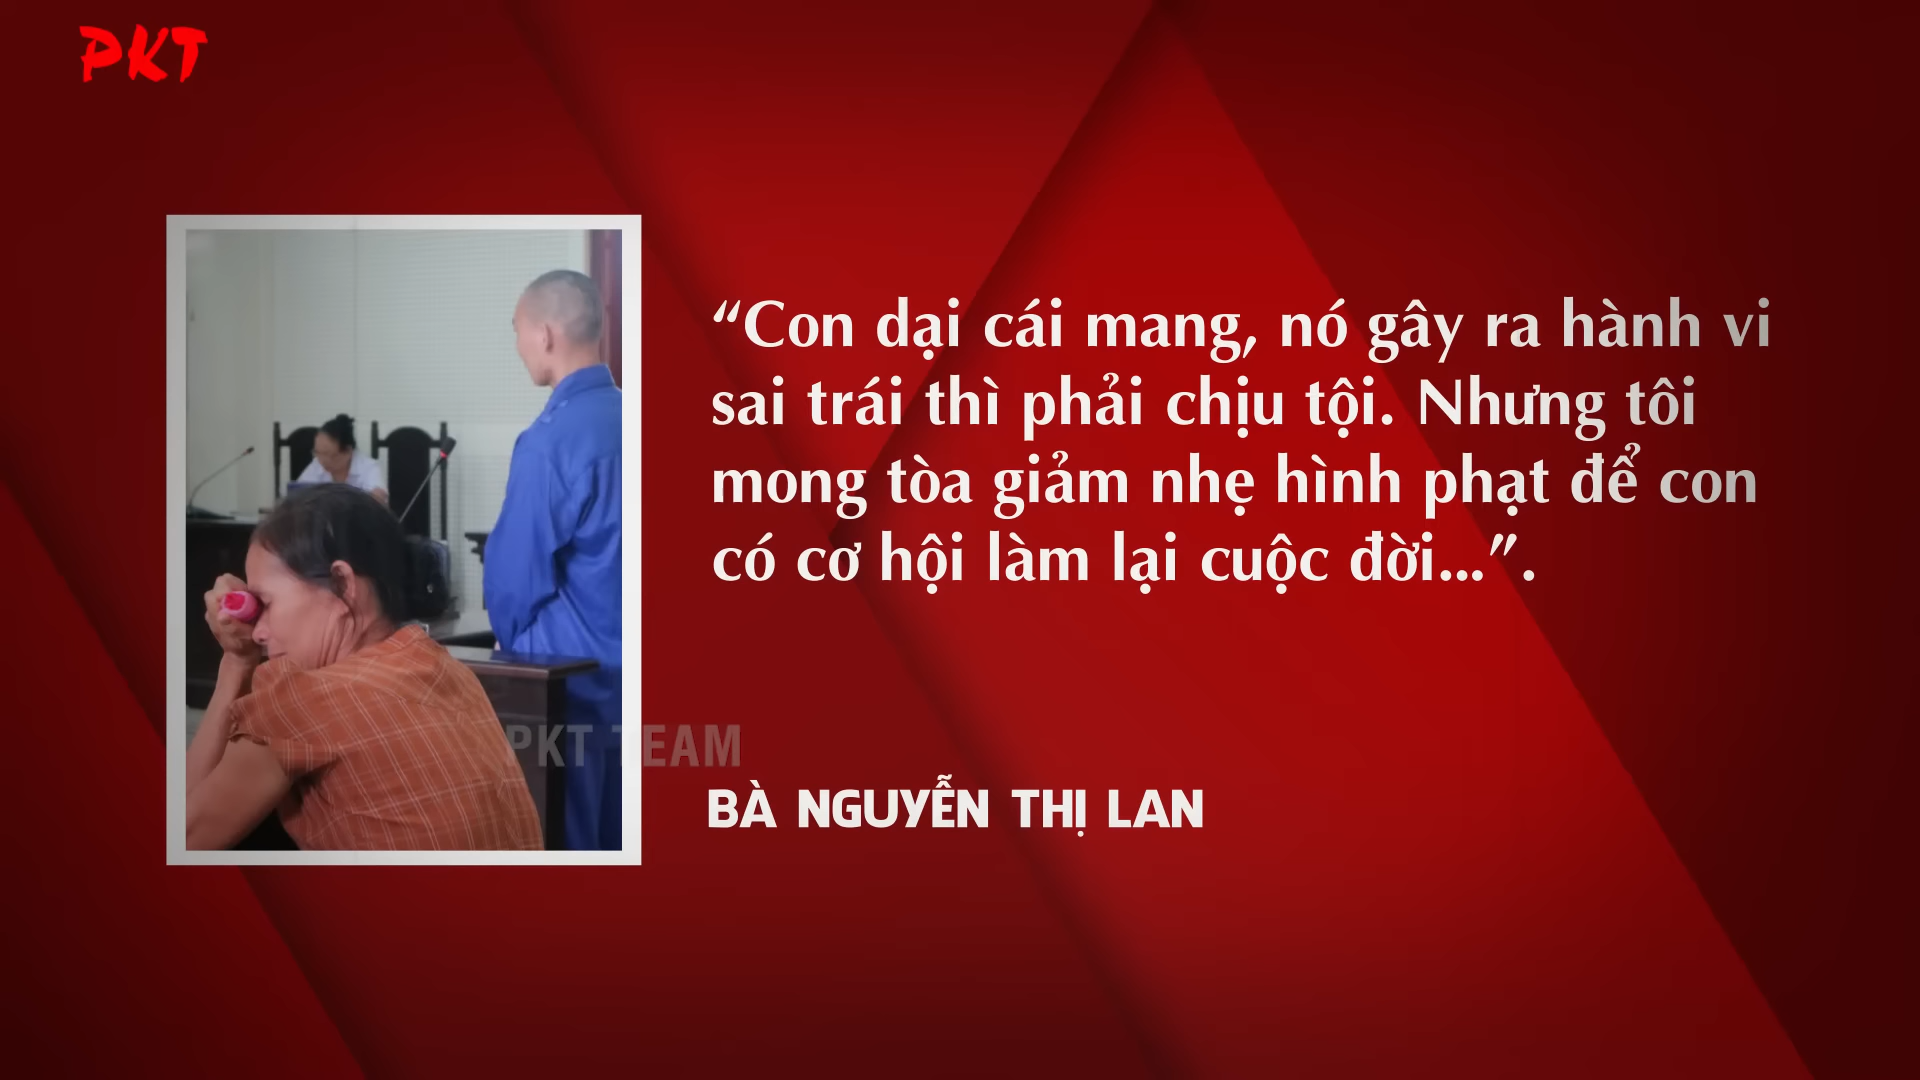 PKT
“Con dại cái mang, nó gây ra hành vi
sai trái thì phải chịu tội. Nhưng tôi
mong tòa giảm nhẹ hình phạt để con
có cơ hội làm lại cuộc đời...”.
PKT TEAM
BÀ NGUYỄN THỊ LAN